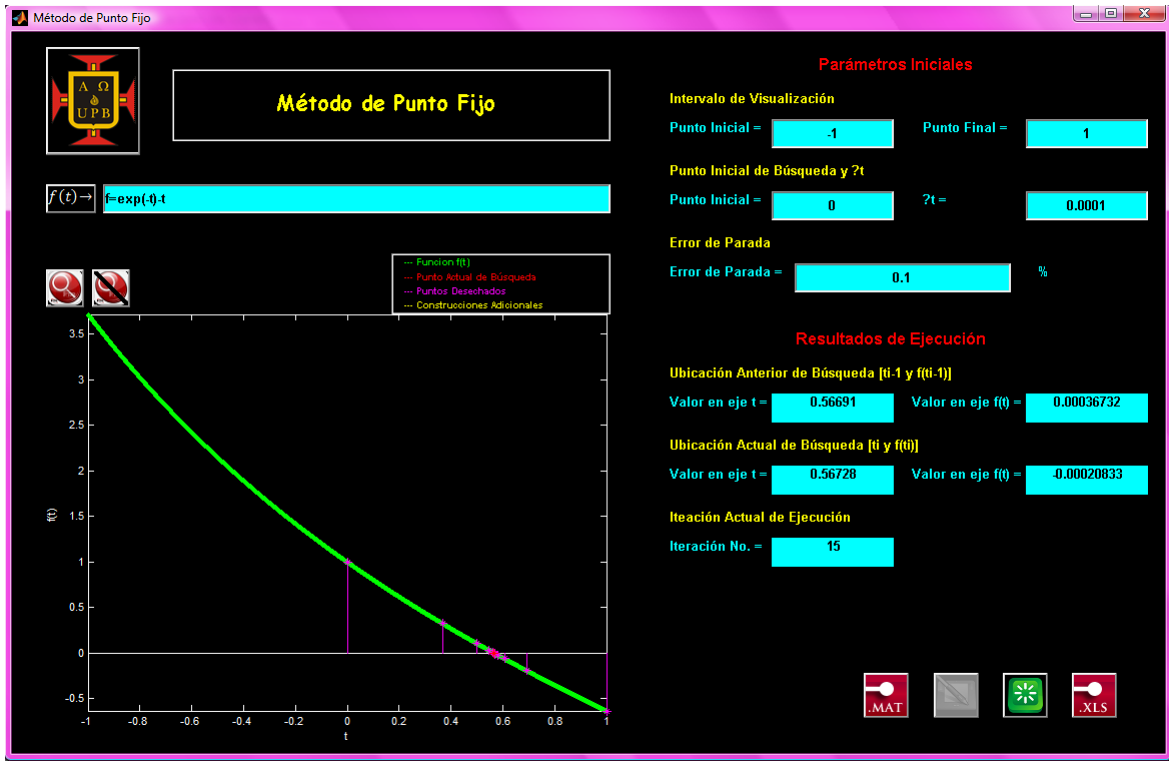 Método de Punto Fijo
Α Ω
UPB
Método de Punto Fijo
f(t)→
f=exp(-t)-t
--- Funcion f(t)
--- Punto Actual de Búsqueda
--- Puntos Desechados
--- Construcciones Adicionales
3.5
3
2.5
2
1.5
1
0.5
0
-0.5
f(t)
-1 -0.8 -0.6 -0.4 -0.2 0 0.2 0.4 0.6 0.8 1
t
Parámetros Iniciales
Intervalo de Visualización
Punto Inicial = -1 Punto Final = 1
Punto Inicial de Búsqueda y ?t
Punto Inicial = 0 ?t = 0.0001
Error de Parada
Error de Parada = 0.1 %
Resultados de Ejecución
Ubicación Anterior de Búsqueda [ti-1 y f(ti-1)]
Valor en eje t = 0.56691 Valor en eje f(t) = 0.00036732
Ubicación Actual de Búsqueda [ti y f(ti)]
Valor en eje t = 0.56728 Valor en eje f(t) = -0.00020833
Iteación Actual de Ejecución
Iteración No. = 15
.MAT
.XLS